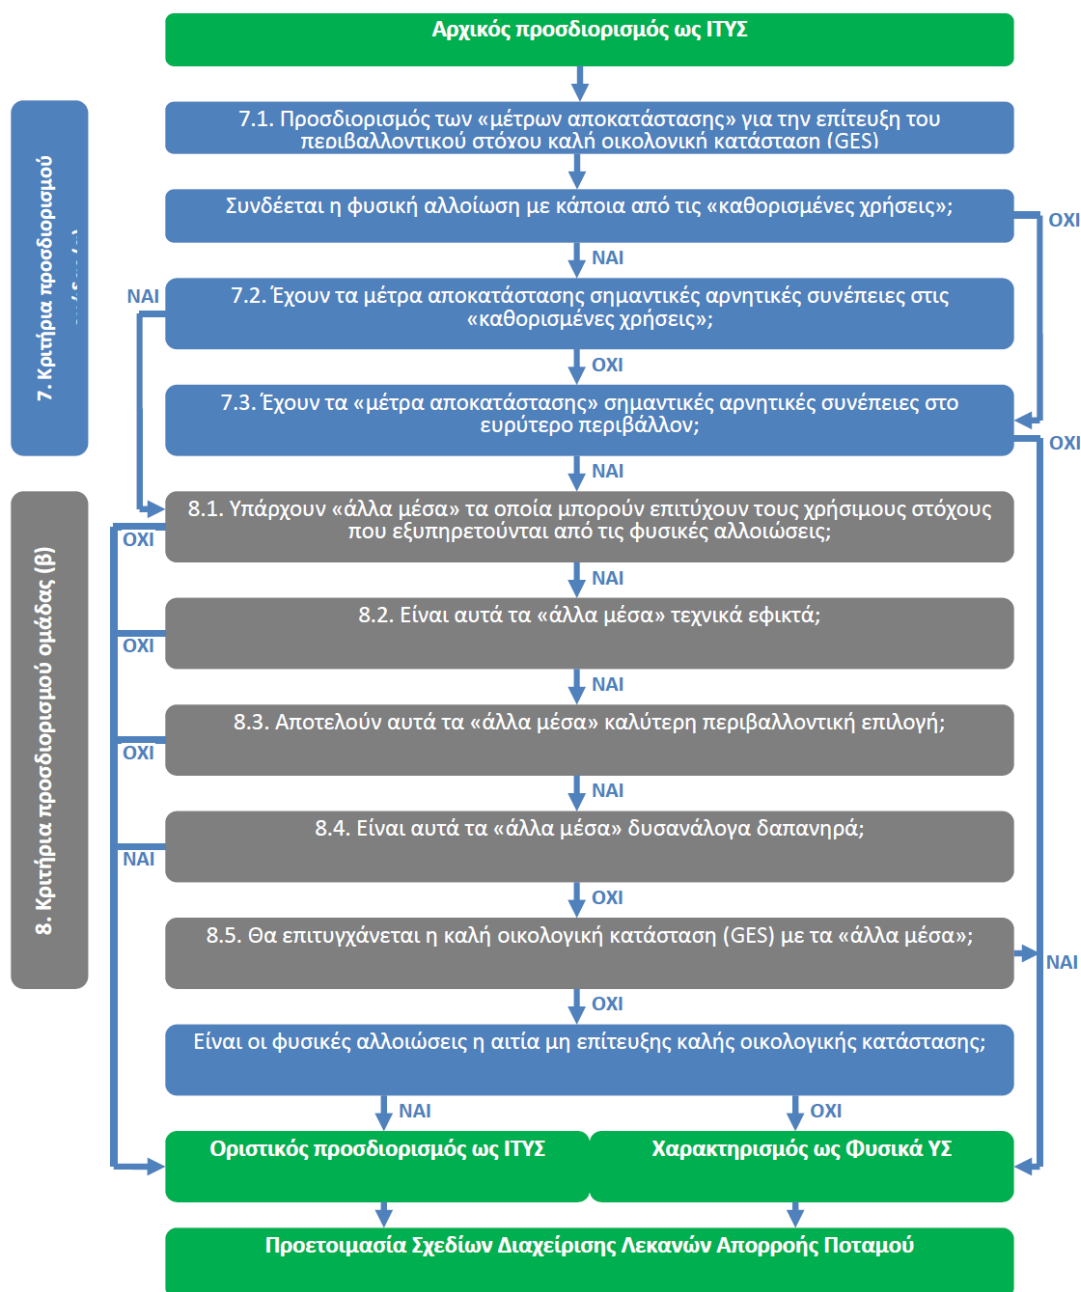 Αρχικός προσδιορισμός ως ΙΤΥΣ
7.1. Προσδιορισμός των «μέτρων αποκατάστασης» για την επίτευξη του
περιβαλλοντικού στόχου καλή οικολογική κατάσταση (GES)
Συνδέεται η φυσική αλλοίωση με κάποια από τις «καθορισμένες χρήσεις»;
ΟΧΙ
ΝΑΙ
7. Κριτήρια προσδιορισμού
ΝΑΙ
7.2. Έχουν τα μέτρα αποκατάστασης σημαντικές αρνητικές συνέπειες στις
«καθορισμένες χρήσεις»;
ΟΧΙ
7.3. Έχουν τα «μέτρα αποκατάστασης» σημαντικές αρνητικές συνέπειες στο
ευρύτερο περιβάλλον;
ΟΧΙ
ΝΑΙ
8. Κριτήρια προσδιορισμού ομάδας (β)
8.1. Υπάρχουν «άλλα μέσα» τα οποία μπορούν επιτύχουν τους χρήσιμους στόχους
που εξυπηρετούνται από τις φυσικές αλλοιώσεις;
ΟΧΙ
ΝΑΙ
8.2. Είναι αυτά τα «άλλα μέσα» τεχνικά εφικτά;
ΟΧΙ
ΝΑΙ
8.3. Αποτελούν αυτά τα «άλλα μέσα» καλύτερη περιβαλλοντική επιλογή;
ΟΧΙ
ΝΑΙ
8.4. Είναι αυτά τα «άλλα μέσα» δυσανάλογα δαπανηρά;
ΝΑΙ
ΟΧΙ
8.5. Θα επιτυγχάνεται η καλή οικολογική κατάσταση (GES) με τα «άλλα μέσα»;
ΝΑΙ
ΟΧΙ
Είναι οι φυσικές αλλοιώσεις η αιτία μη επίτευξης καλής οικολογικής κατάστασης;
ΝΑΙ
ΟΧΙ
Οριστικός προσδιορισμός ως ΙΤΥΣ
Χαρακτηρισμός ως Φυσικά ΥΣ
Προετοιμασία Σχεδίων Διαχείρισης Λεκανών Απορροής Ποταμού